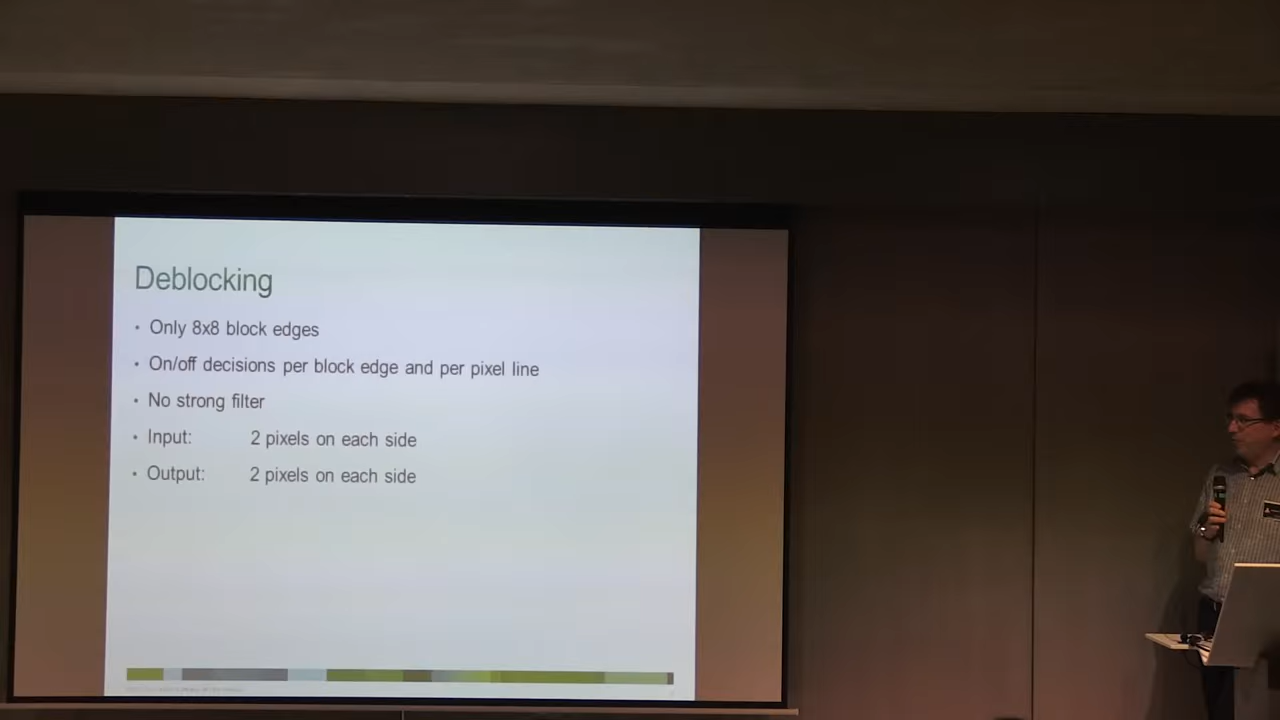 Deblocking
• Only 8x8 block edges
• On/off decisions per block edge and per pixel line
• No strong filter
• Input: 2 pixels on each side
• Output: 2 pixels on each side